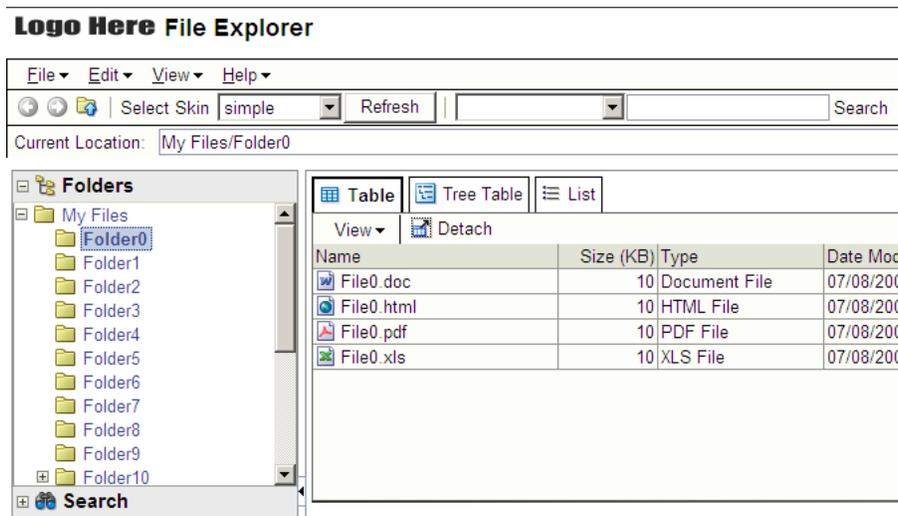 Logo Here File Explorer
File Edit View Help
Select Skin simple Refresh Search
Current Location: My Files/Folder0
Folders
My Files
Folder0
Folder1
Folder2
Folder3
Folder4
Folder5
Folder6
Folder7
Folder8
Folder9
Folder10
Search
Table Tree Table List
View Detach
Name Size (KB) Type Date Mod
File0.doc 10 Document File 07/08/200
File0.html 10 HTML File 07/08/200
File0.pdf 10 PDF File 07/08/200
File0.xls 10 XLS File 07/08/200